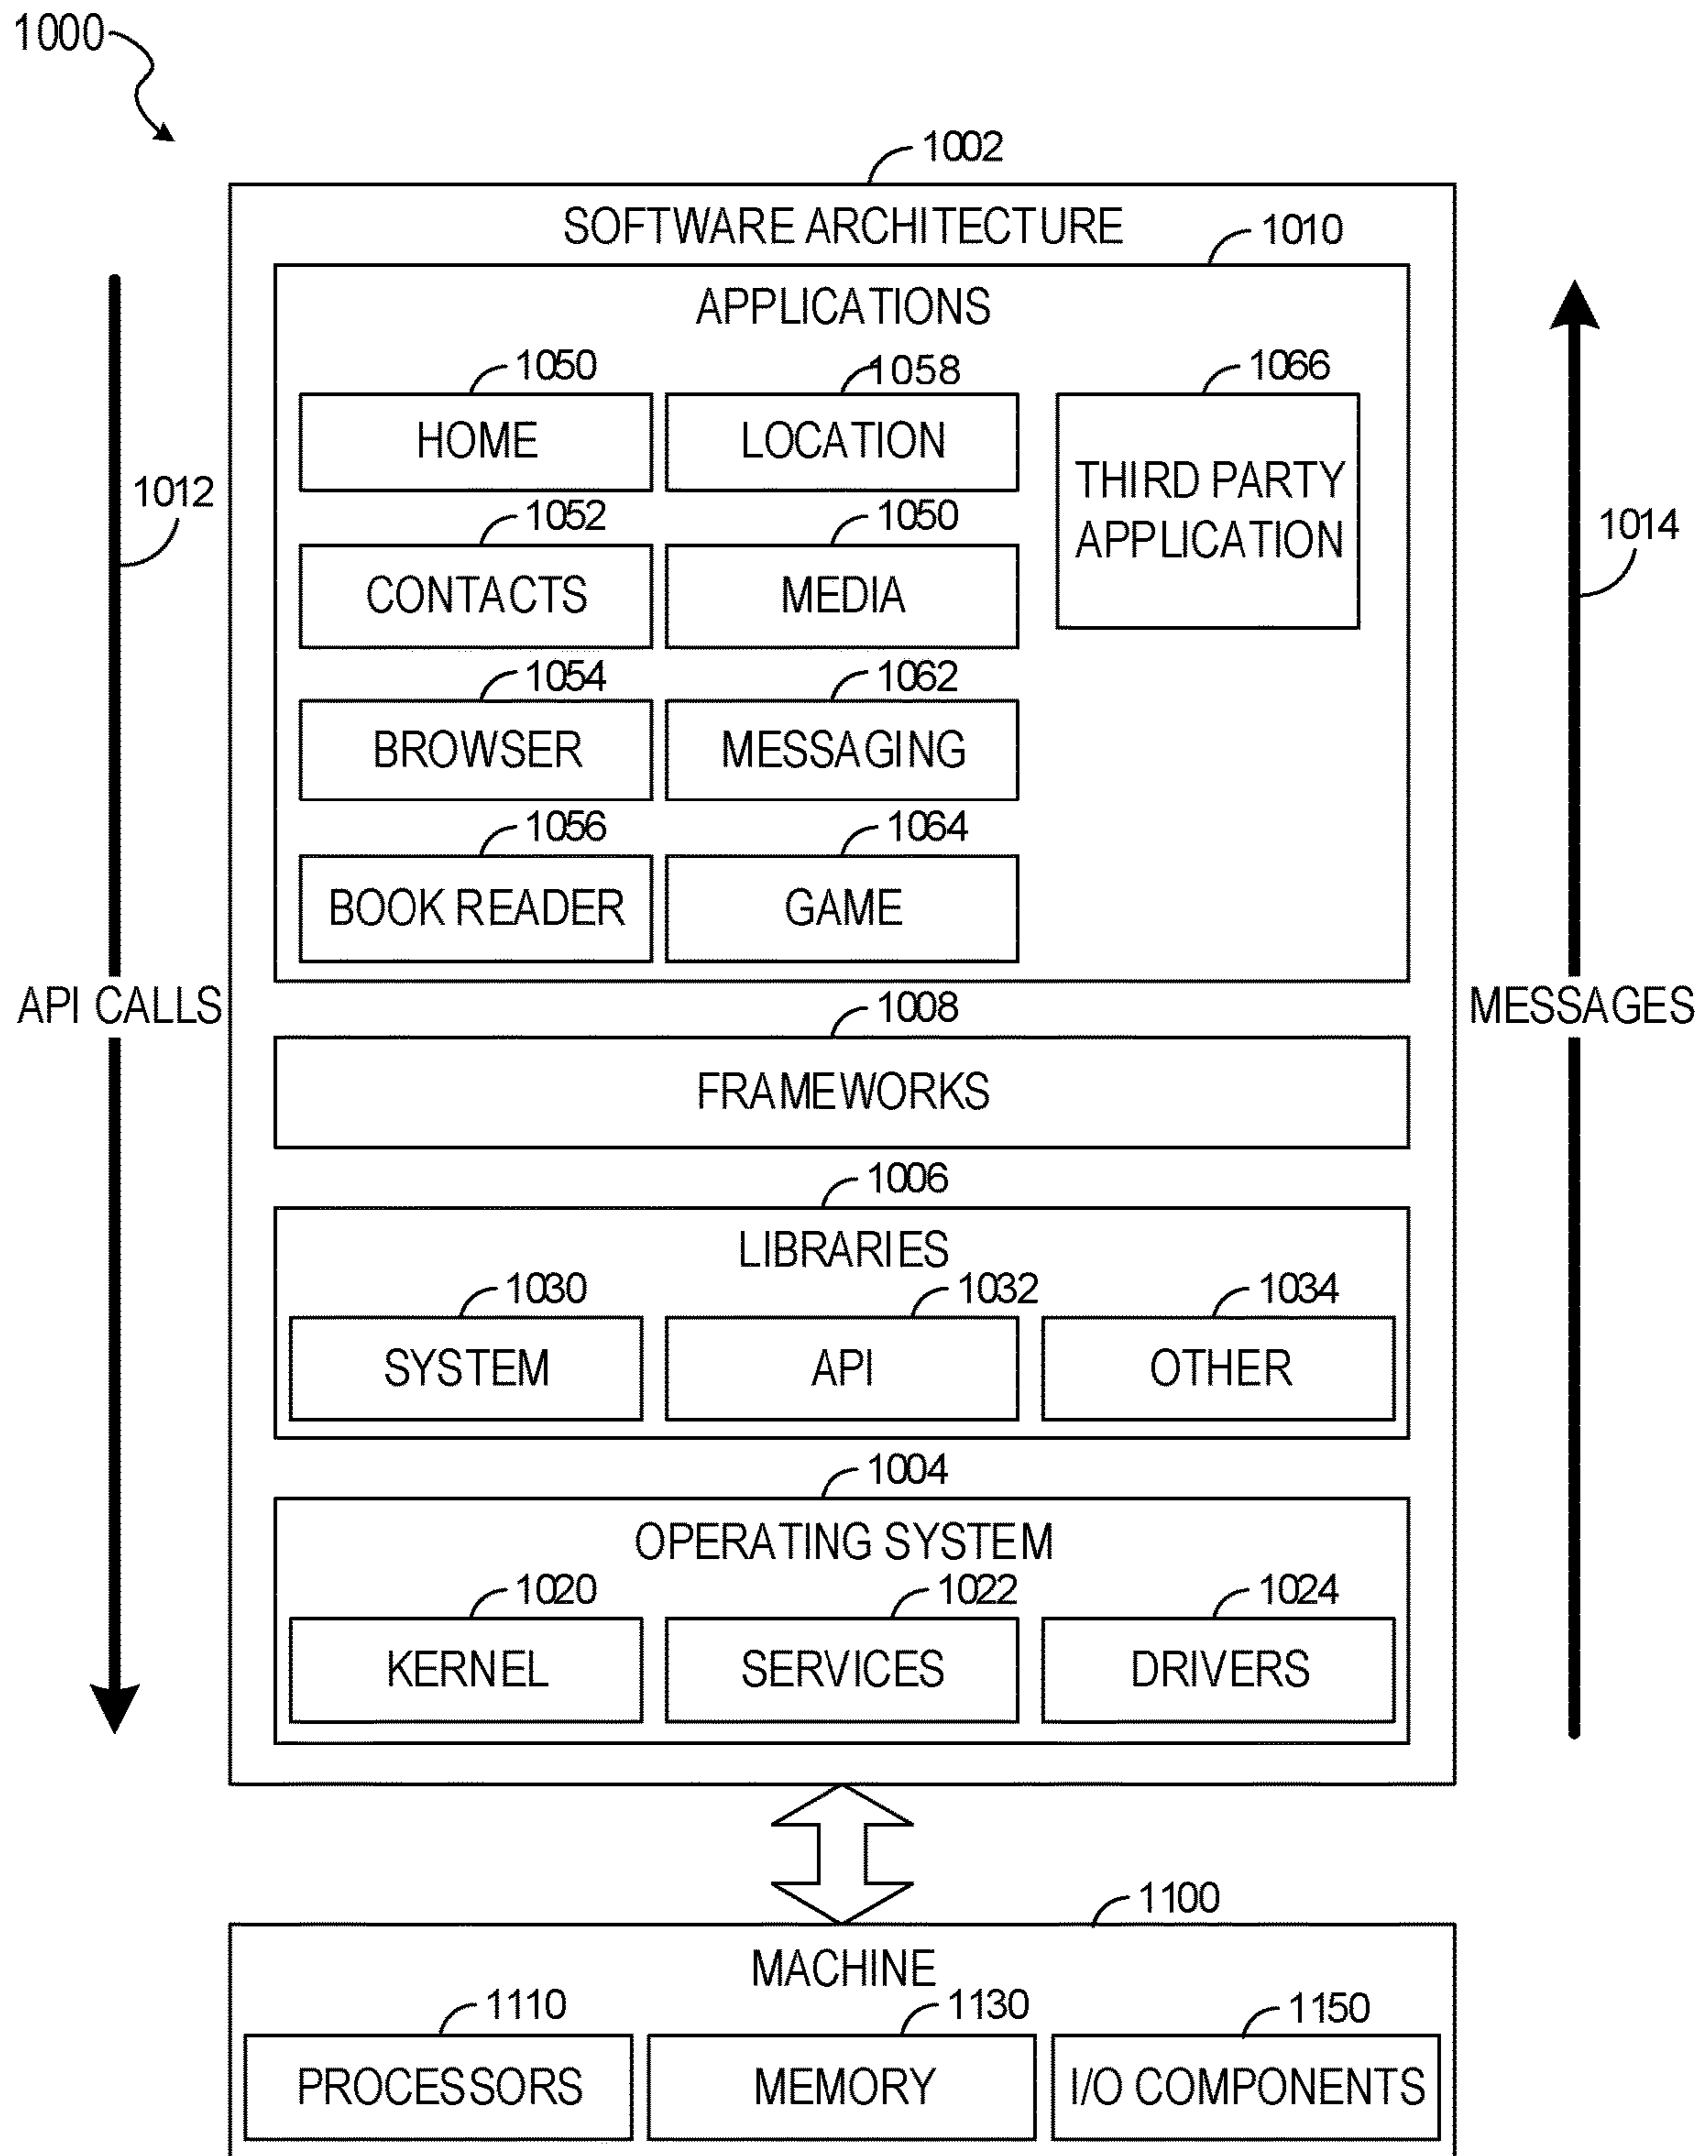 1000
1002
SOFTWARE ARCHITECTURE
1010
APPLICATIONS
1050
1058
1066
HOME
LOCATION
THIRD PARTY
APPLICATION
1012
1014
1052
1050
CONTACTS
MEDIA
1054
1062
BROWSER
MESSAGING
1056
1064
BOOK READER
GAME
API CALLS
MESSAGES
1008
FRAMEWORKS
1006
LIBRARIES
1030
1032
1034
SYSTEM
API
OTHER
1004
OPERATING SYSTEM
1020
1022
1024
KERNEL
SERVICES
DRIVERS
1100
MACHINE
1110
1130
1150
PROCESSORS
MEMORY
I/O COMPONENTS